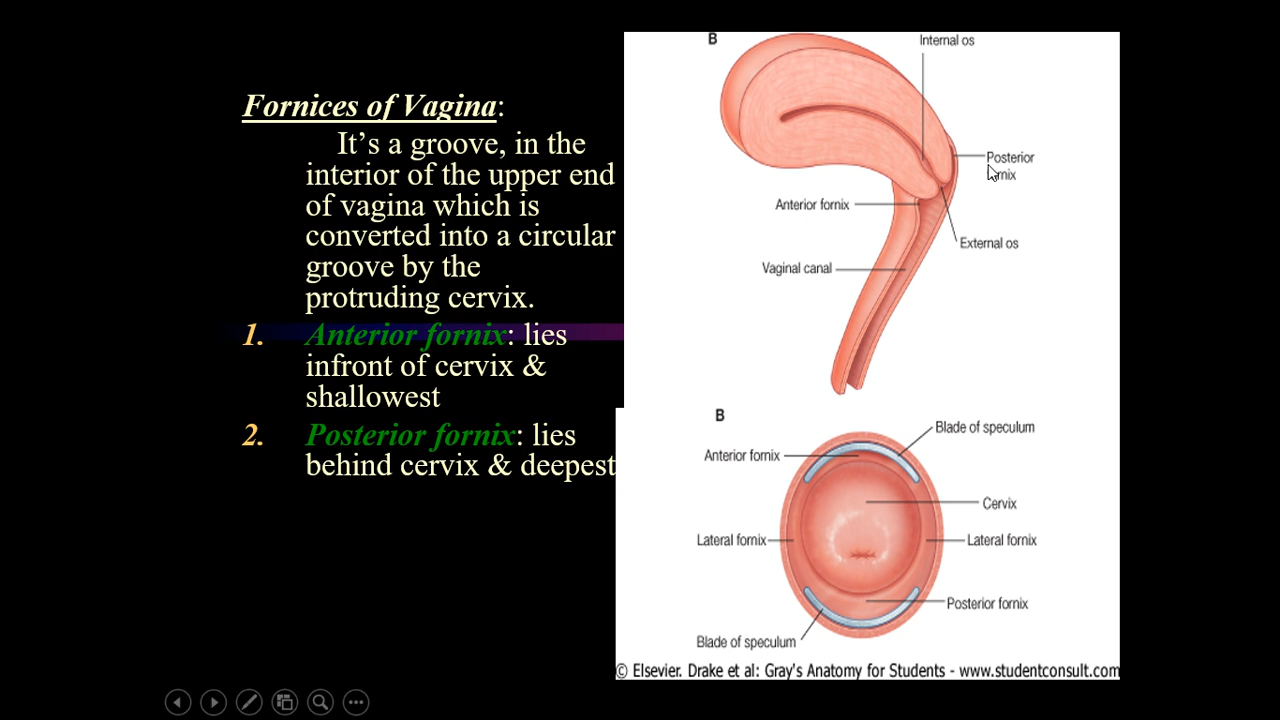 Fornices of Vagina:
It's a groove, in the
interior of the upper end
of vagina which is
converted into a circular
groove by the
protruding cervix.
1. Anterior fornix: lies
infront of cervix &
shallowest
2. Posterior fornix: lies
behind cervix & deepest
B
Internal os
Posterior
Anterior fornix
External os
Vaginal canal
B
Blade of speculum
Anterior fornix
Cervix
Lateral fornix
Lateral fornix
Posterior fornix
Blade of speculum
© Elsevier. Drake et al: Gray's Anatomy for Students - www.studentconsult.com